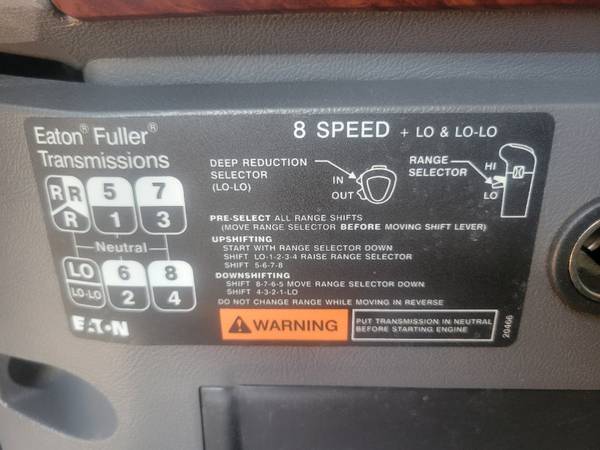 Eaton® Fuller®
Transmissions
8 SPEED + LO & LO-LO
DEEP REDUCTION
SELECTOR
(LO-LO)
IN
OUT
RANGE
SELECTOR
HI
LO
R R 5 7
R 1 3
Neutral
LO 6 8
LO-LO 2 4
PRE-SELECT ALL RANGE SHIFTS
(MOVE RANGE SELECTOR BEFORE MOVING SHIFT LEVER)
UPSHIFTING
START WITH RANGE SELECTOR DOWN
SHIFT LO-1-2-3-4 RAISE RANGE SELECTOR
SHIFT 5-6-7-8
DOWNSHIFTING
SHIFT 8-7-6-5 MOVE RANGE SELECTOR DOWN
SHIFT 4-3-2-1-LO
DO NOT CHANGE RANGE WHILE MOVING IN REVERSE
EATON
WARNING
PUT TRANSMISSION IN NEUTRAL
BEFORE STARTING ENGINE
20466